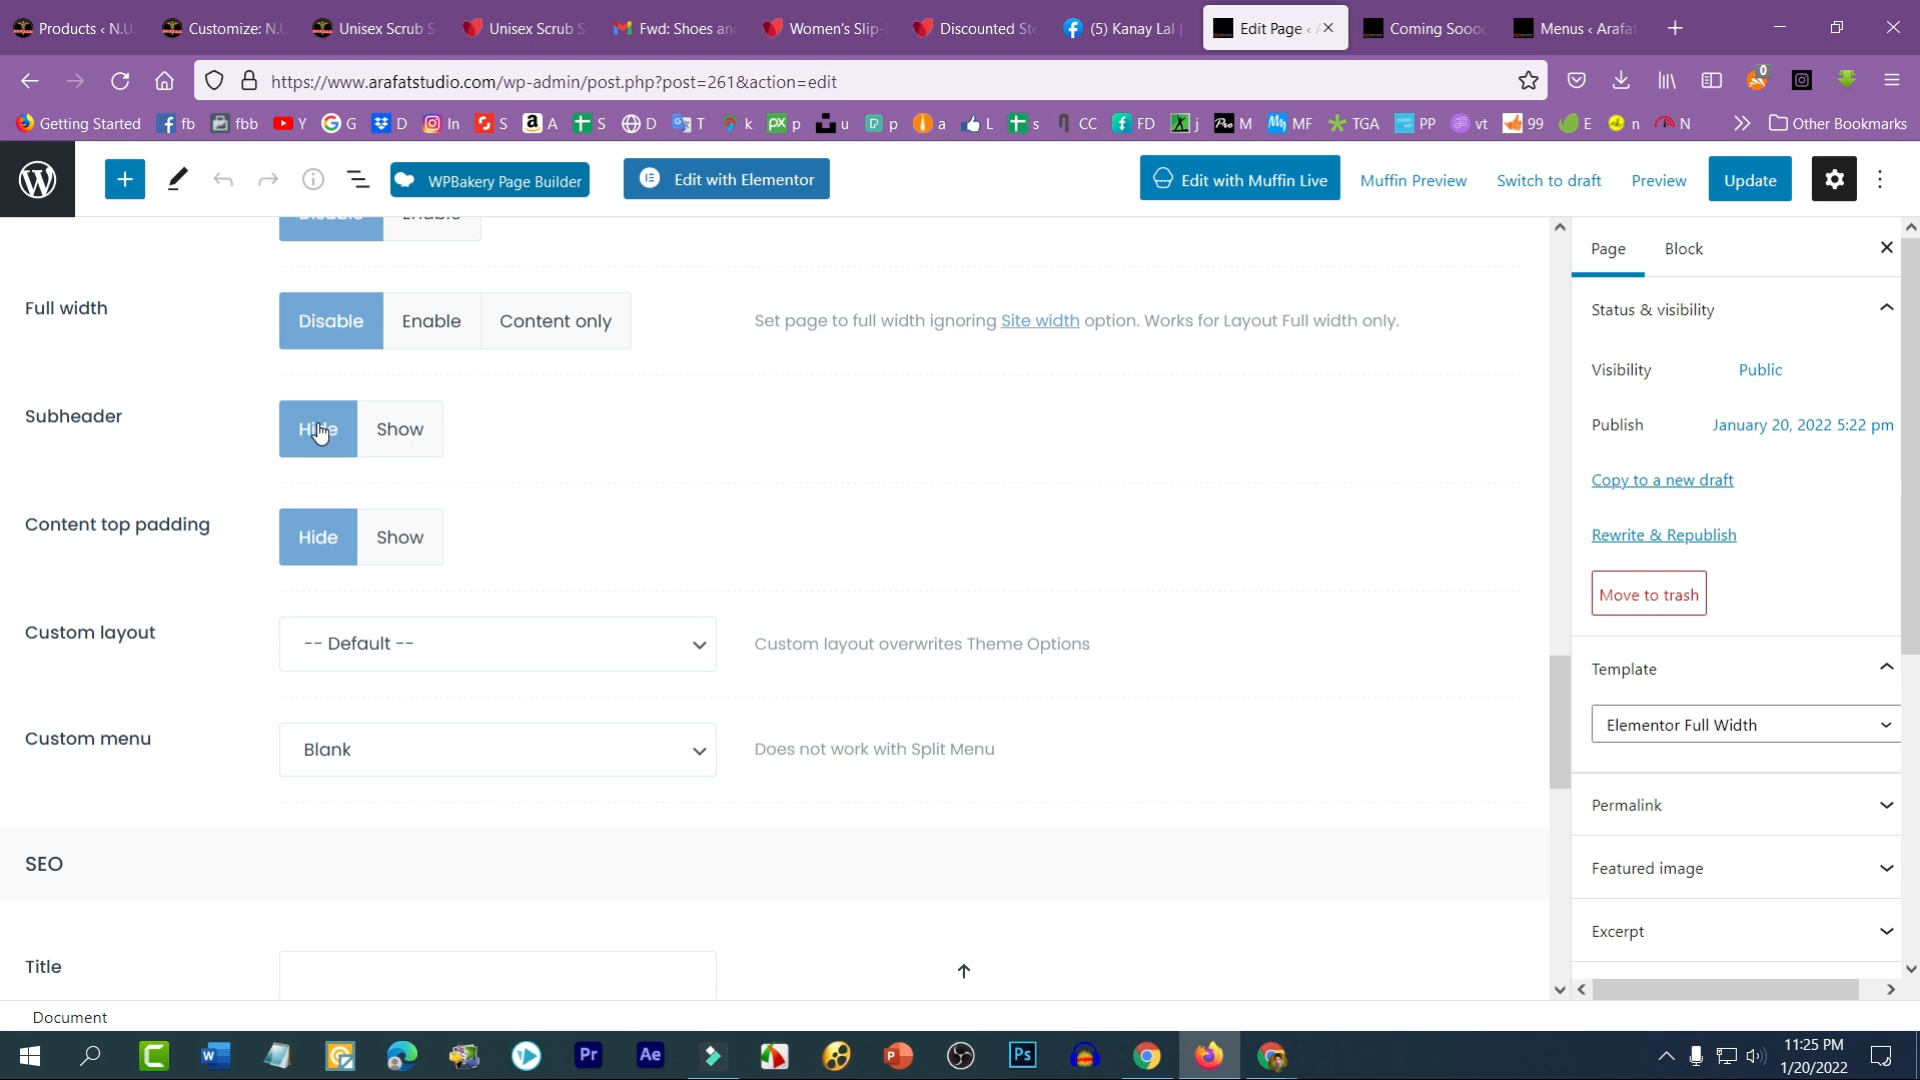 Products ‹ N.U
Customize: N.U
Unisex Scrub S
Unisex Scrub S
Fwd: Shoes an
Women's Slip-
Discounted Ste
(5) Kanay Lal |
Edit Page ‹ A
Coming Soooo
Menus ‹ Arafat
https://www.arafatstudio.com/wp-admin/post.php?post=261&action=edit
0
Getting Started fb fbb Y G D In S A S D T k p u p a L s CC FD j M MF TGA PP vt 99 E n N Other Bookmarks
WPBakery Page Builder
Edit with Elementor
Edit with Muffin Live
Muffin Preview
Switch to draft
Preview
Update
Disable Enable
Full width
Disable Enable Content only
Set page to full width ignoring Site width option. Works for Layout Full width only.
Subheader
Hide Show
Content top padding
Hide Show
Custom layout
-- Default --
Custom layout overwrites Theme Options
Custom menu
Blank
Does not work with Split Menu
SEO
Title
Document
Page Block
Status & visibility
Visibility Public
Publish January 20, 2022 5:22 pm
Copy to a new draft
Rewrite & Republish
Move to trash
Template
Elementor Full Width
Permalink
Featured image
Excerpt
Pr Ae Ps
11:25 PM
1/20/2022